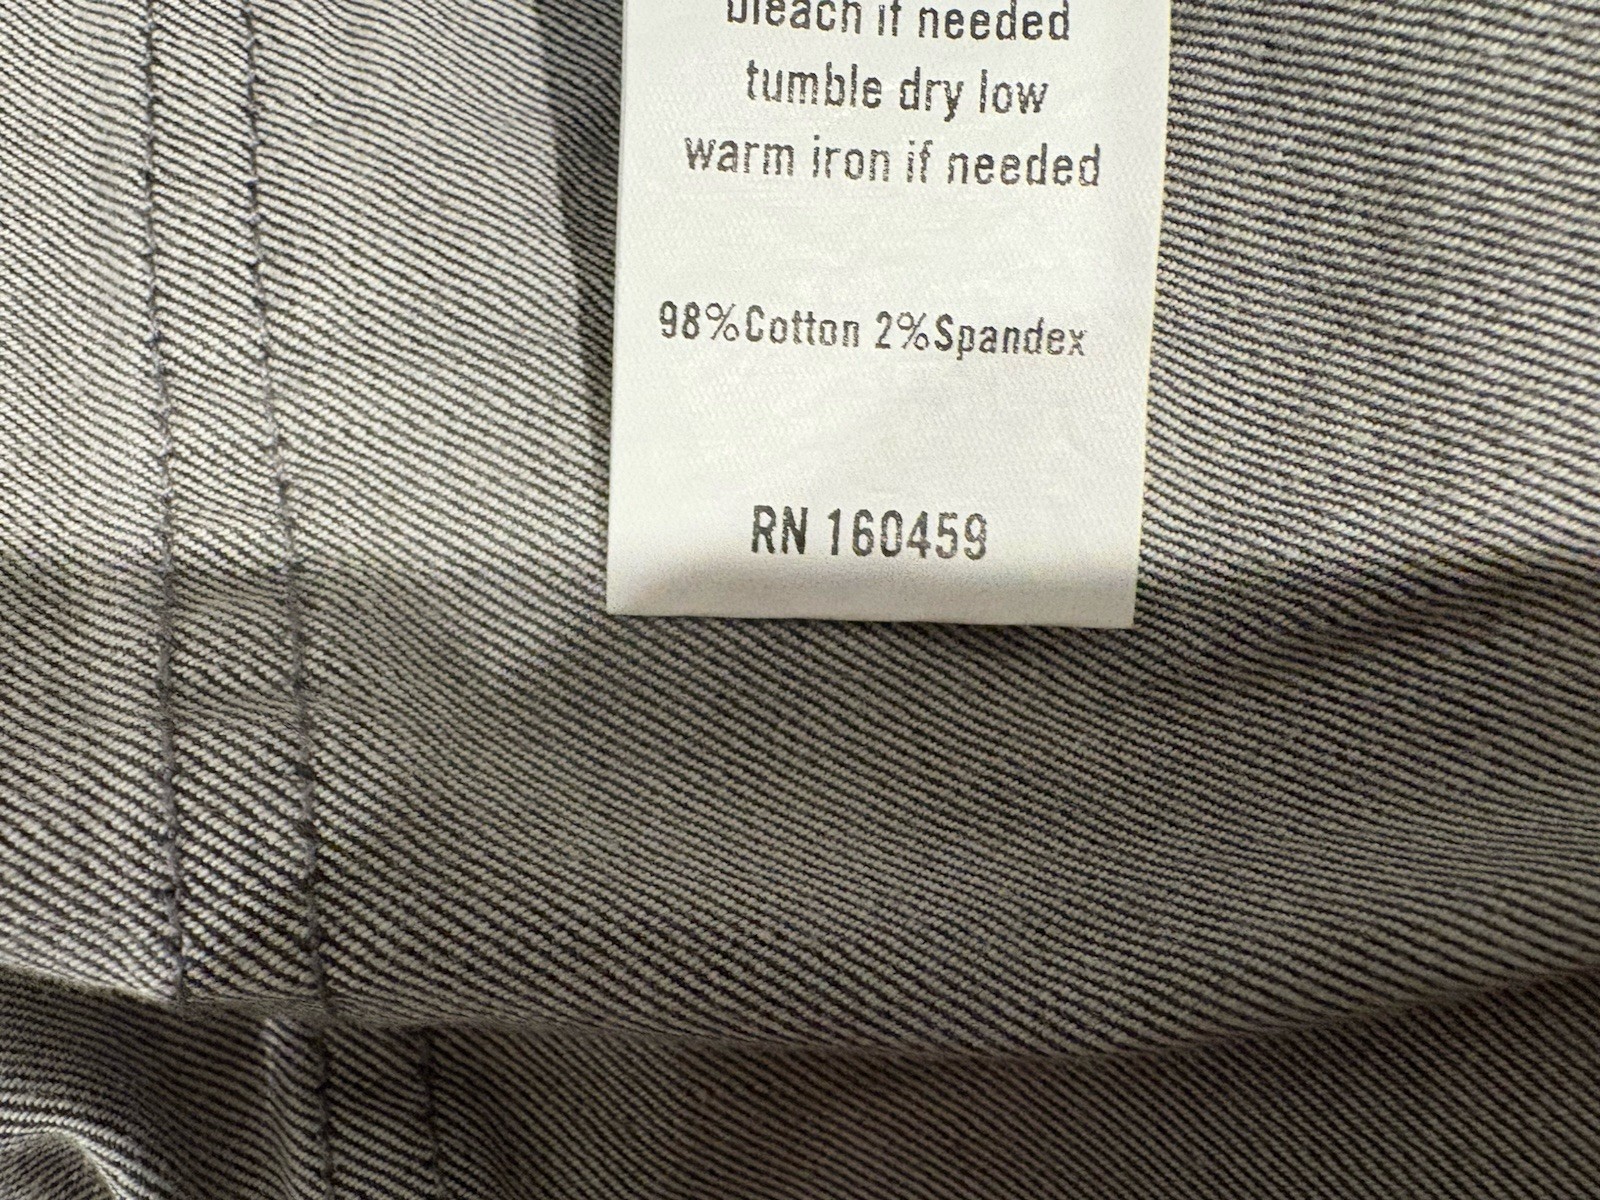 bleach if needed
tumble dry low
warm iron if needed
98%Cotton 2%Spandex
RN 160459